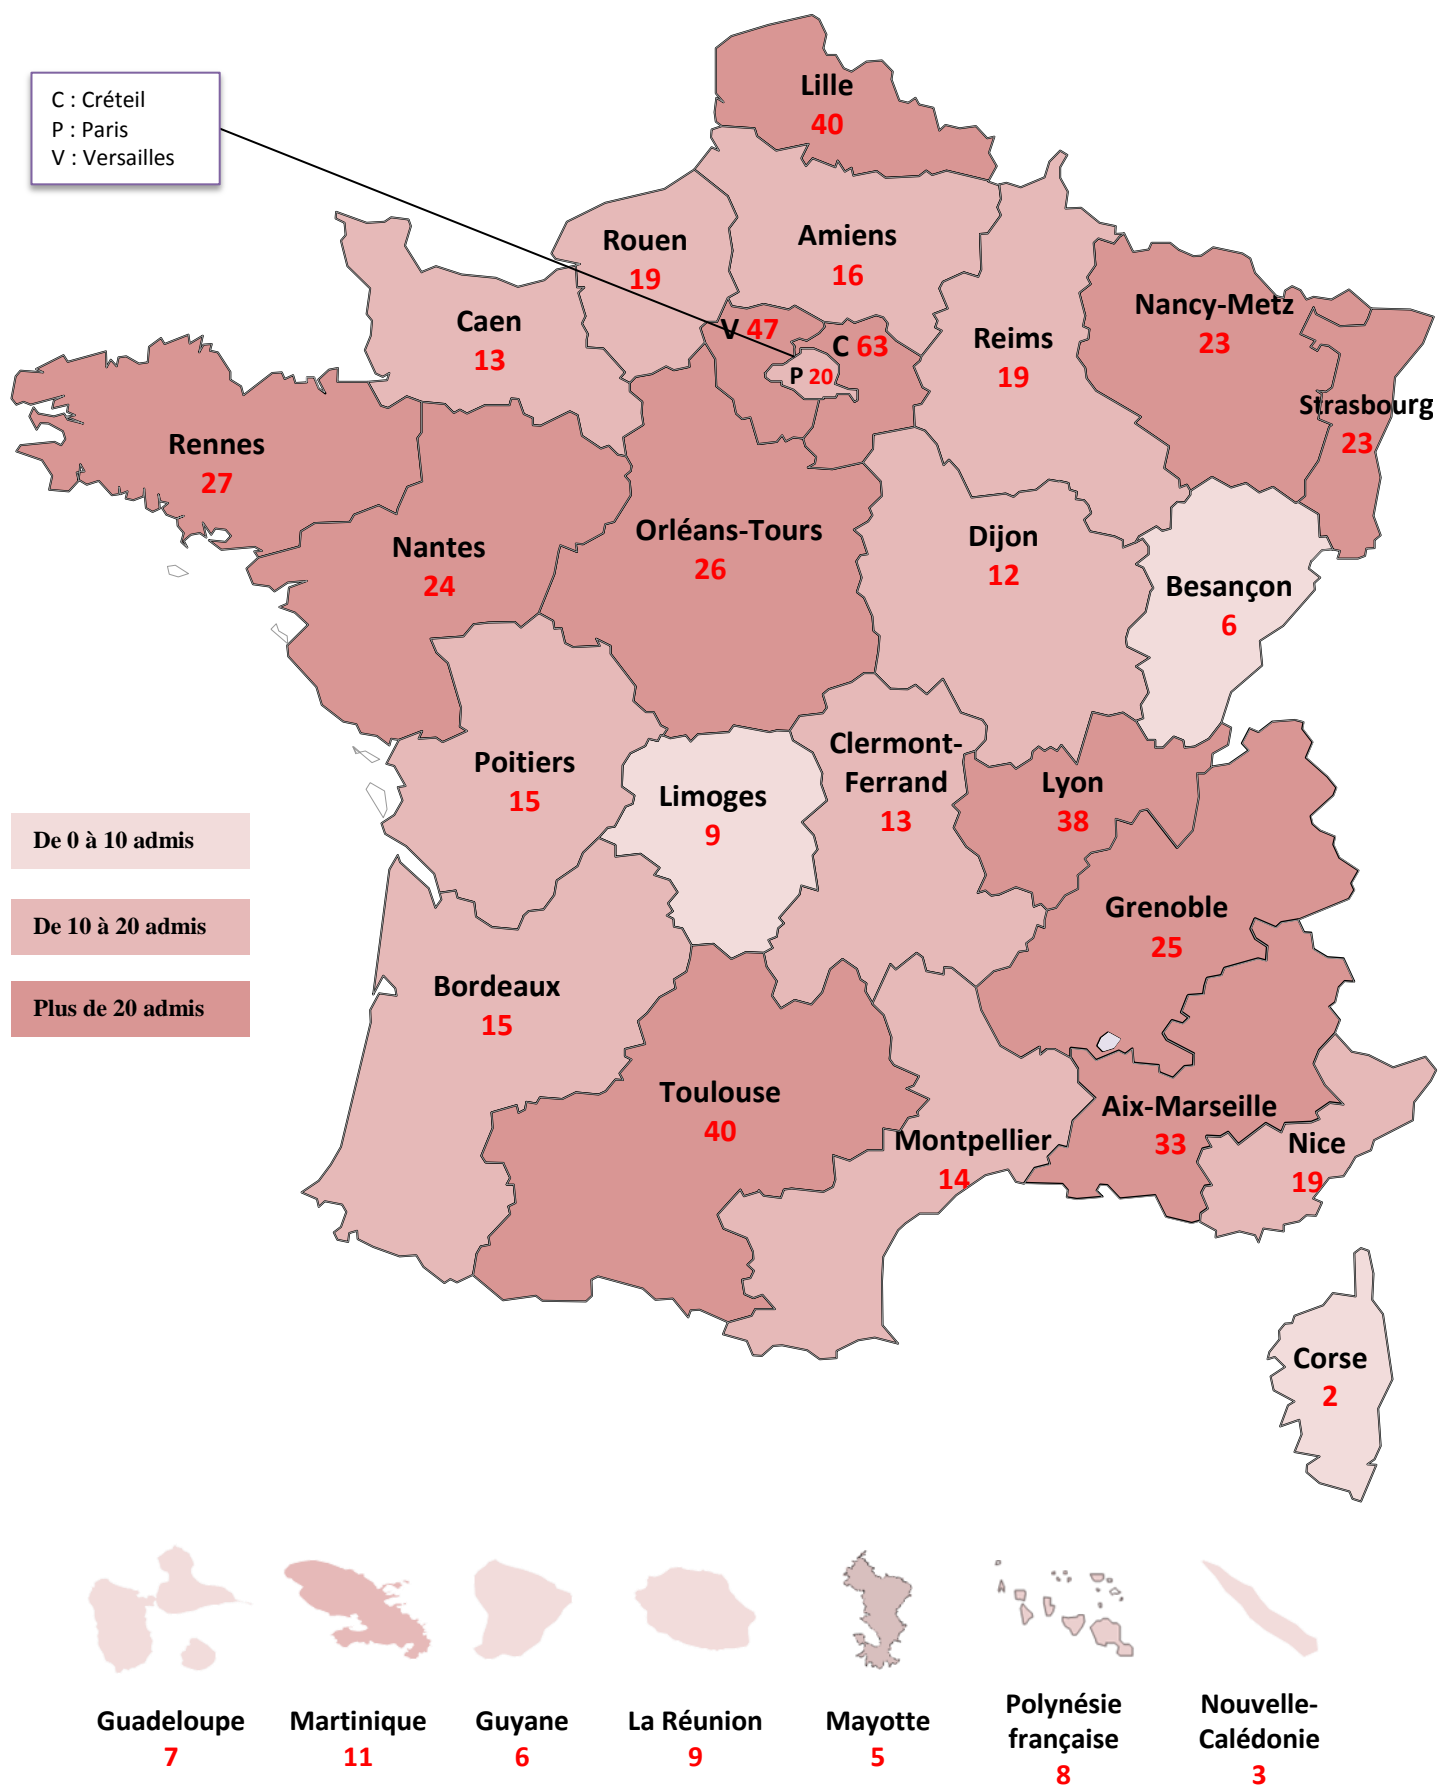 C : Créteil
P : Paris
V : Versailles
Lille
40
Rouen
19
Amiens
16
Caen
13
V 47
C 63
P 20
Reims
19
Nancy-Metz
23
Strasbourg
23
Rennes
27
Nantes
24
Orléans-Tours
26
Dijon
12
Besançon
6
Poitiers
15
Limoges
9
Clermont-
Ferrand
13
Lyon
38
De 0 à 10 admis
De 10 à 20 admis
Plus de 20 admis
Grenoble
25
Bordeaux
15
Toulouse
40
Montpellier
14
Aix-Marseille
33
Nice
19
Corse
2
Guadeloupe
7
Martinique
11
Guyane
6
La Réunion
9
Mayotte
5
Polynésie
française
8
Nouvelle-
Calédonie
3